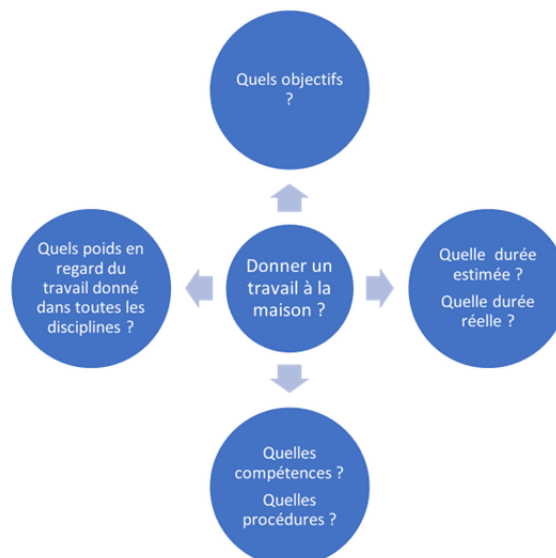 Quels objectifs
?
Quels poids en
regard du
travail donné
dans toutes les
disciplines ?
Donner un
travail à la
maison ?
Quelle durée
estimée ?
Quelle durée
réelle ?
Quelles
compétences ?
Quelles
procédures ?